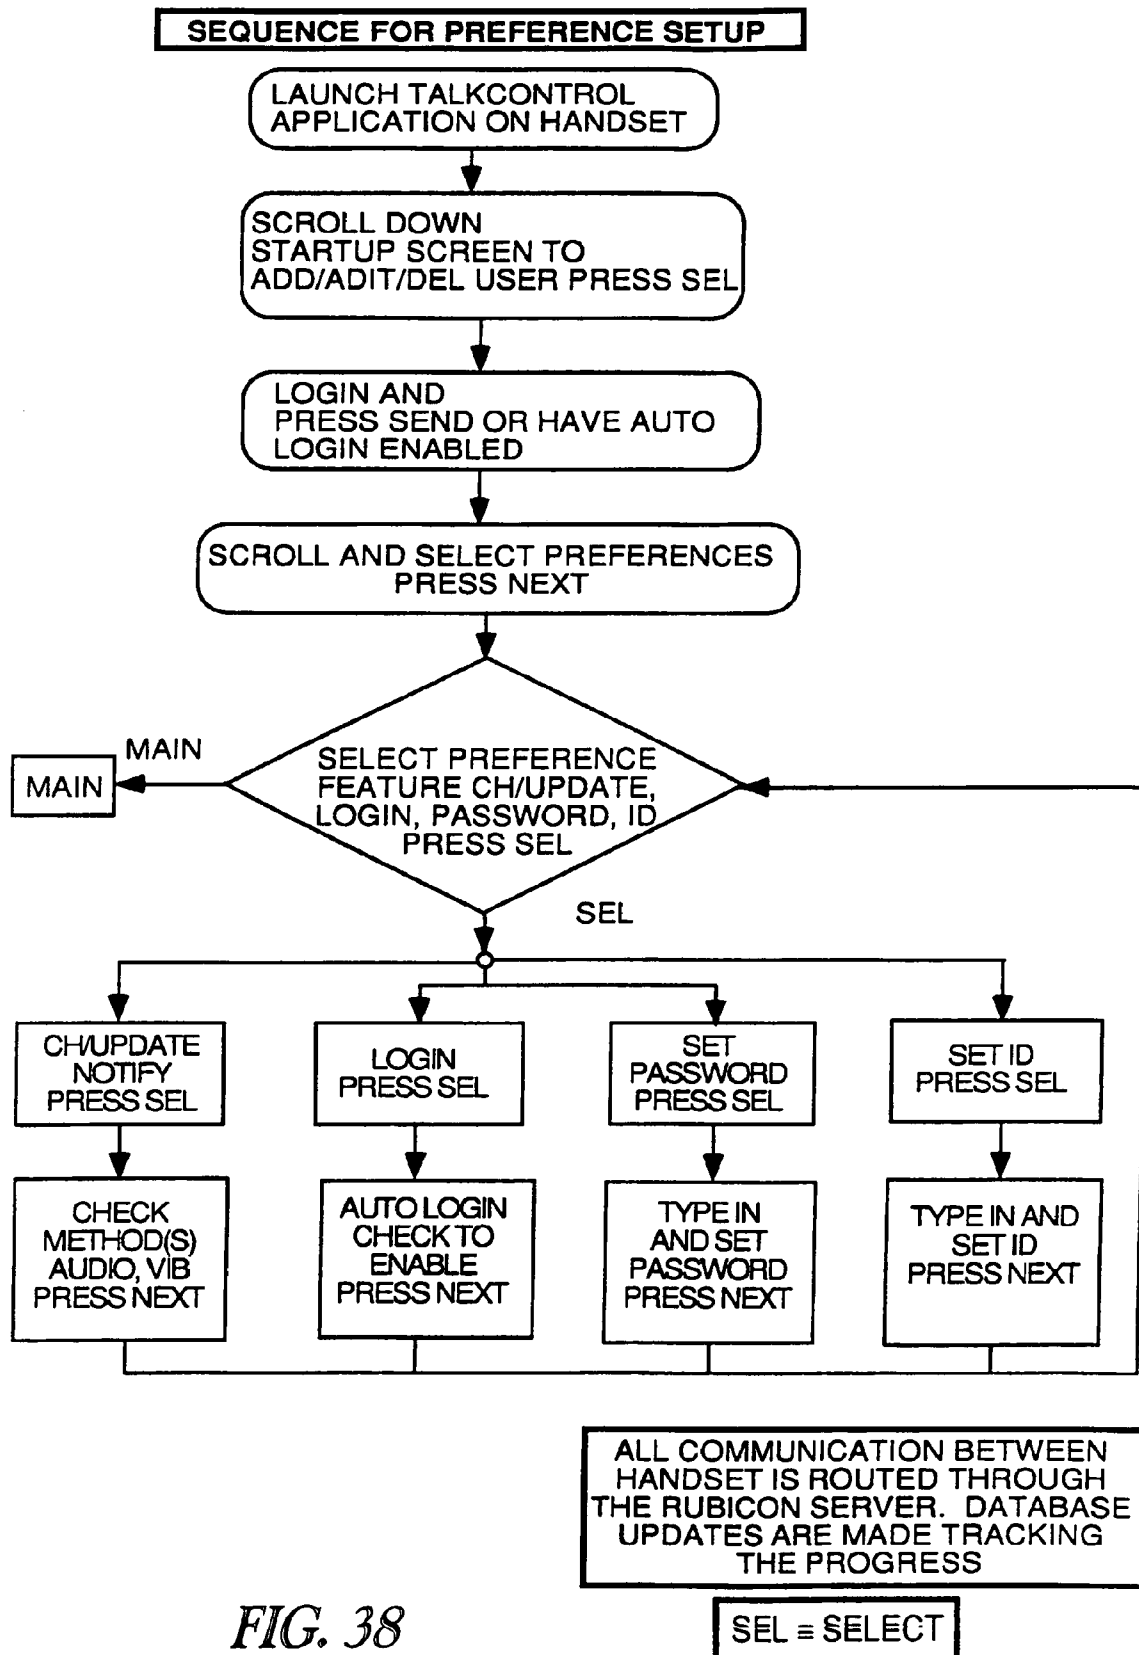 SEQUENCE FOR PREFERENCE SETUP
LAUNCH TALKCONTROL
APPLICATION ON HANDSET
SCROLL DOWN
STARTUP SCREEN TO
ADD/ADIT/DEL USER PRESS SEL
LOGIN AND
PRESS SEND OR HAVE AUTO
LOGIN ENABLED
SCROLL AND SELECT PREFERENCES
PRESS NEXT
MAIN
MAIN
SELECT PREFERENCE
FEATURE CH/UPDATE,
LOGIN, PASSWORD, ID
PRESS SEL
SEL
CH/UPDATE
NOTIFY
PRESS SEL
LOGIN
PRESS SEL
SET
PASSWORD
PRESS SEL
SET ID
PRESS SEL
CHECK
METHOD(S)
AUDIO, VIB
PRESS NEXT
AUTO LOGIN
CHECK TO
ENABLE
PRESS NEXT
TYPE IN
AND SET
PASSWORD
PRESS NEXT
TYPE IN AND
SET ID
PRESS NEXT
ALL COMMUNICATION BETWEEN
HANDSET IS ROUTED THROUGH
THE RUBICON SERVER. DATABASE
UPDATES ARE MADE TRACKING
THE PROGRESS
FIG. 38
SEL ≡ SELECT